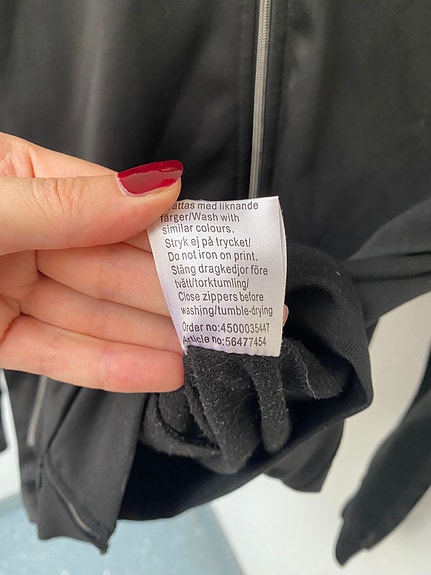 med liknande
färger/Wash with
similar colours.
Stryk ej på trycket/
Do not iron on print.
Stäng dragkedjor före
tvätt/torktumling/
Close zippers before
washing/tumble-drying
Order no:4500035447
Article no:56477454